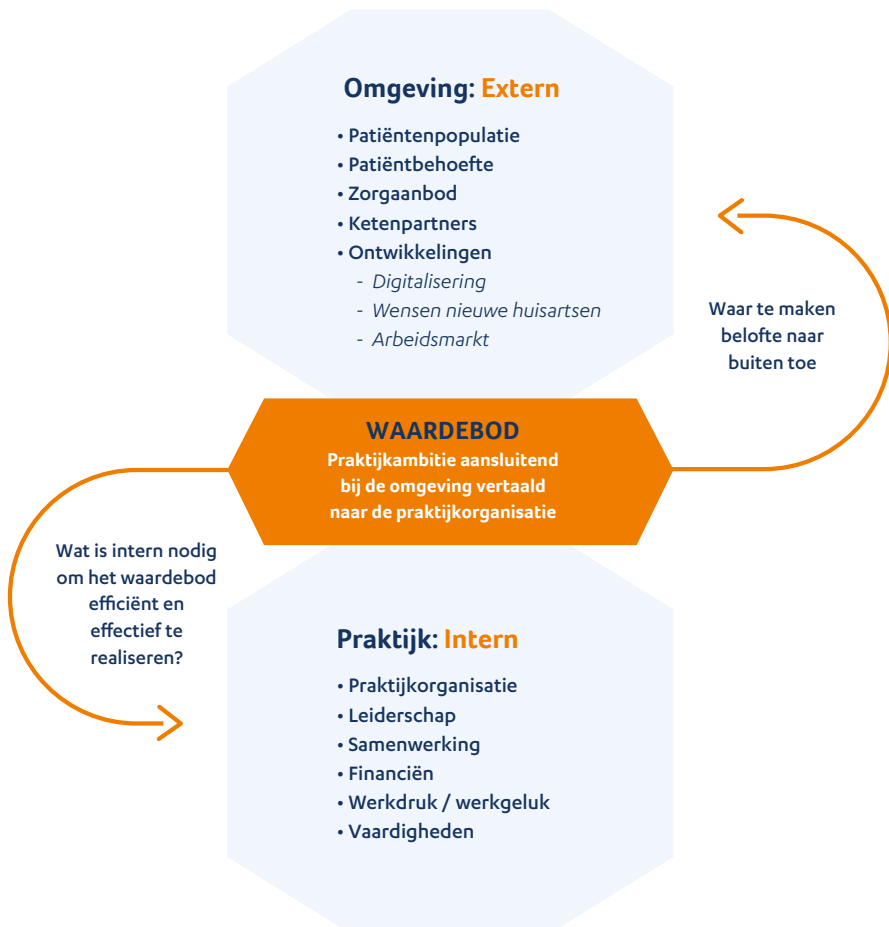 Omgeving: Extern
• Patiëntenpopulatie
• Patiëntbehoefte
• Zorgaanbod
• Ketenpartners
• Ontwikkelingen
- Digitalisering
- Wensen nieuwe huisartsen
- Arbeidsmarkt
Waar te maken
belofte naar
buiten toe
WAARDEBOD
Praktijkambitie aansluitend
bij de omgeving vertaald
naar de praktijkorganisatie
Wat is intern nodig
om het waardebod
efficiënt en
effectief te
realiseren?
Praktijk: Intern
• Praktijkorganisatie
• Leiderschap
• Samenwerking
• Financiën
• Werkdruk / werkgeluk
• Vaardigheden